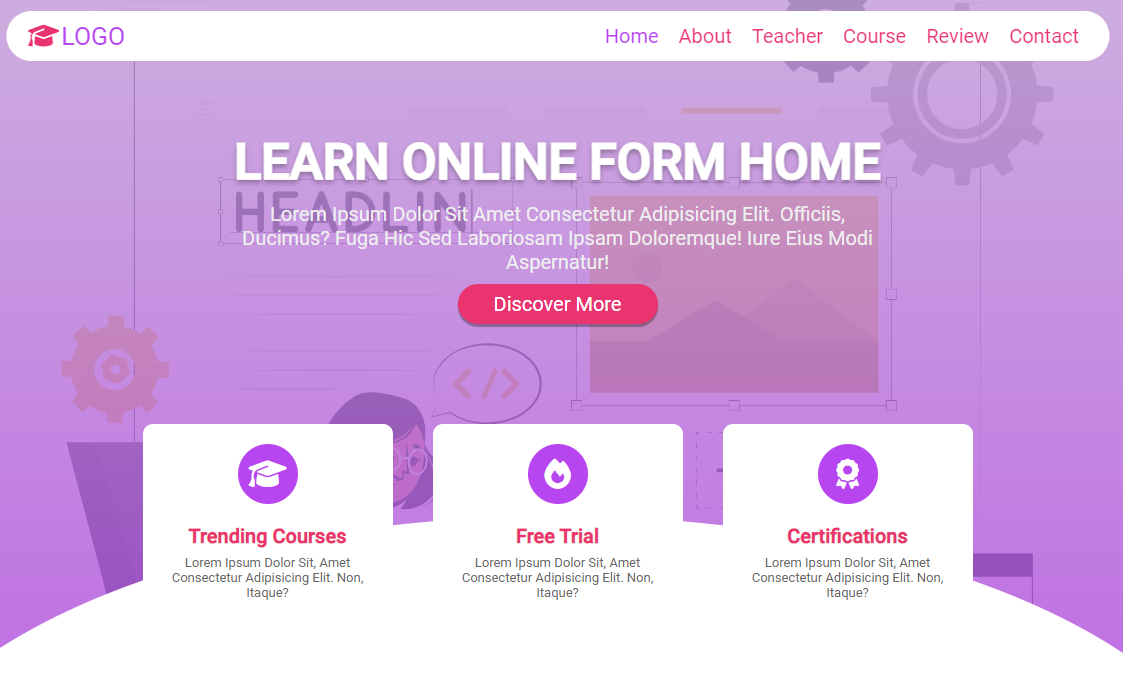 LOGO
Home About Teacher Course Review Contact
LEARN ONLINE FORM HOME
HEADLIN
Lorem Ipsum Dolor Sit Amet Consectetur Adipisicing Elit. Officiis,
Ducimus? Fuga Hic Sed Laboriosam Ipsam Doloremque! Iure Eius Modi
Aspernatur!
Discover More
</>
Trending Courses
Lorem Ipsum Dolor Sit, Amet
Consectetur Adipisicing Elit. Non,
Itaque?
Free Trial
Lorem Ipsum Dolor Sit, Amet
Consectetur Adipisicing Elit. Non,
Itaque?
Certifications
Lorem Ipsum Dolor Sit, Amet
Consectetur Adipisicing Elit. Non,
Itaque?